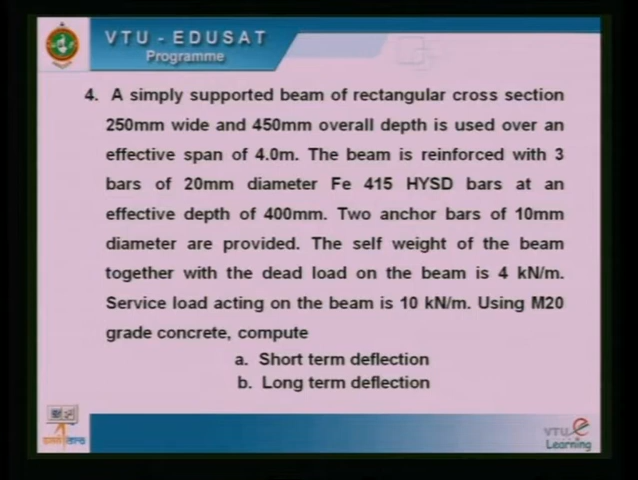 VTU - EDUSAT
Programme
4. A simply supported beam of rectangular cross section
250mm wide and 450mm overall depth is used over an
effective span of 4.0m. The beam is reinforced with 3
bars of 20mm diameter Fe 415 HYSD bars at an
effective depth of 400mm. Two anchor bars of 10mm
diameter are provided. The self weight of the beam
together with the dead load on the beam is 4 kN/m.
Service load acting on the beam is 10 kN/m. Using M20
grade concrete, compute
a. Short term deflection
b. Long term deflection
VTU e
Learning